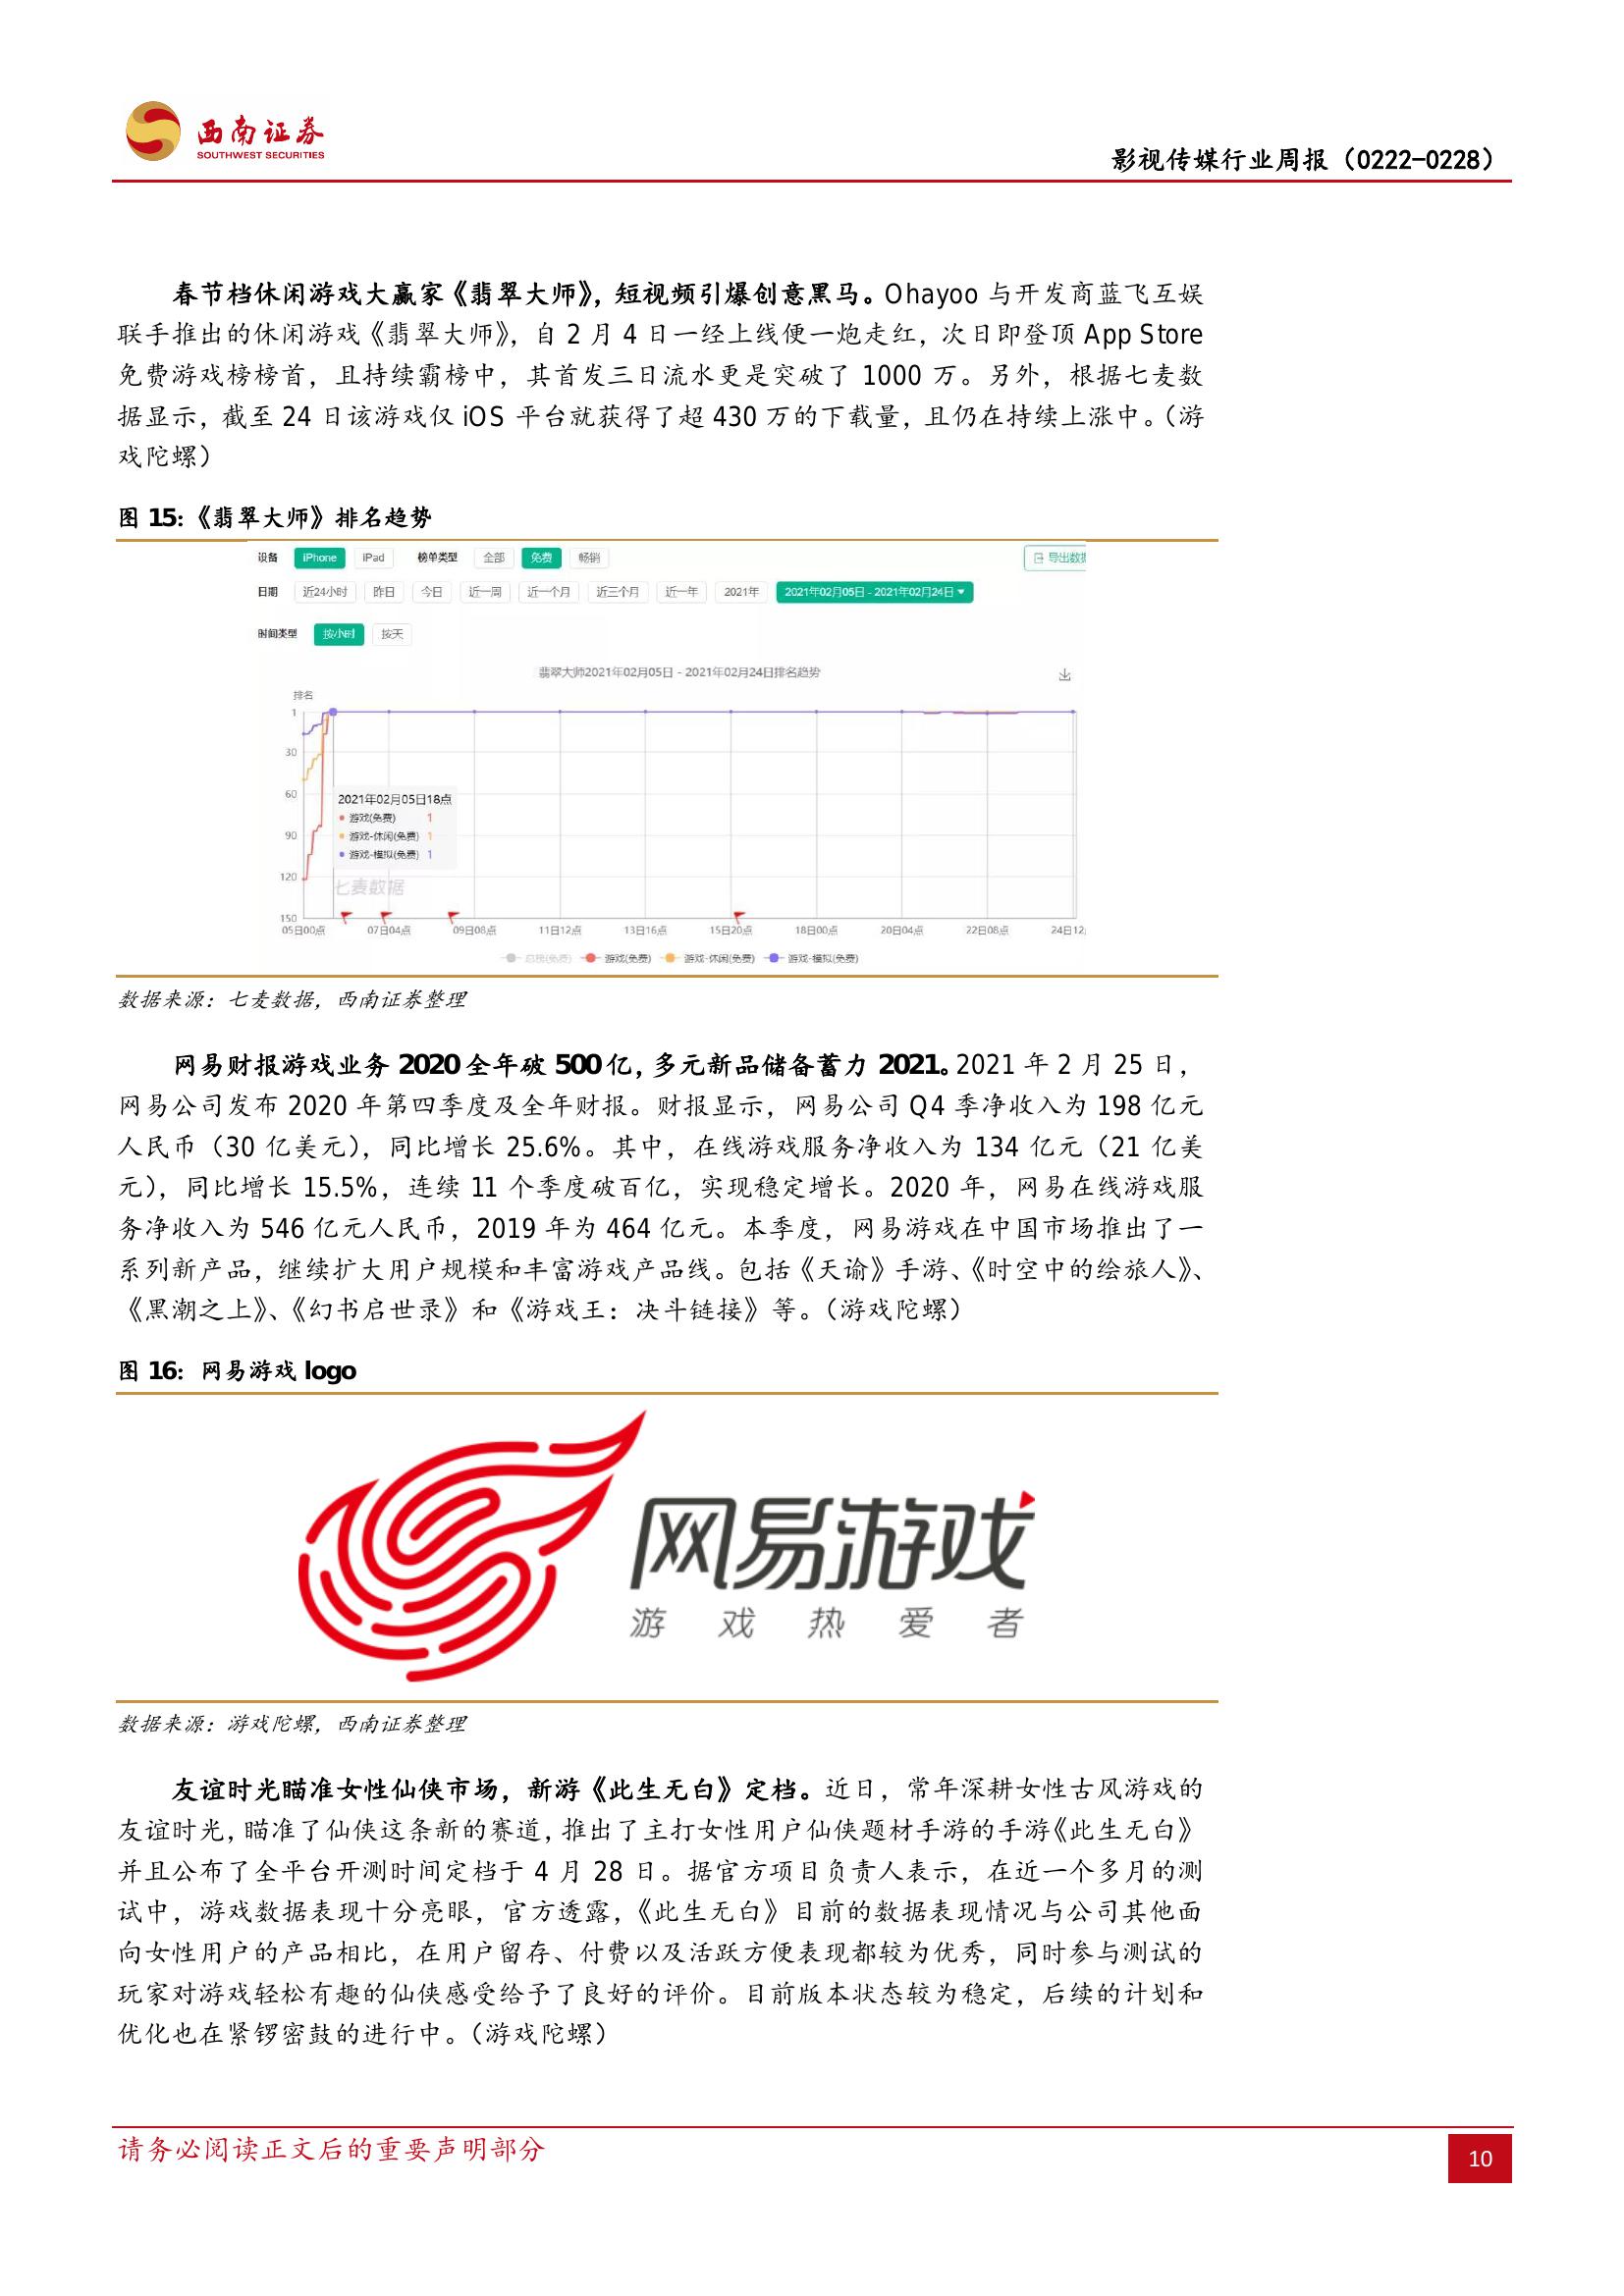 西南证券
SOUTHWEST SECURITIES
影视传媒行业周报（0222-0228）
春节档休闲游戏大赢家《翡翠大师》，短视频引爆创意黑马。Ohayoo 与开发商蓝飞互娱
联手推出的休闲游戏《翡翠大师》，自 2 月 4 日一经上线便一炮走红，次日即登顶 App Store
免费游戏榜榜首，且持续霸榜中，其首发三日流水更是突破了 1000 万。另外，根据七麦数
据显示，截至 24 日该游戏仅 iOS 平台就获得了超 430 万的下载量，且仍在持续上涨中。（游
戏陀螺）
图 15：《翡翠大师》排名趋势
设备 iPhone iPad 榜单类型 全部 免费 畅销 导出数据
日期 近24小时 昨日 今日 近一周 近一个月 近三个月 近一年 2021年 2021年02月05日 - 2021年02月24日
时间类型 按小时 按天
翡翠大师2021年02月05日 - 2021年02月24日排名趋势
排名
1
30
60
2021年02月05日18点
游戏(免费) 1
90
游戏-休闲(免费) 1
游戏-模拟(免费) 1
120
七麦数据
150
05日00点 07日04点 09日08点 11日12点 13日16点 15日20点 18日00点 20日04点 22日08点 24日12
总榜(免费) 游戏(免费) 游戏-休闲(免费) 游戏-模拟(免费)
数据来源：七麦数据，西南证券整理
网易财报游戏业务 2020 全年破 500 亿，多元新品储备蓄力 2021。2021 年 2 月 25 日，
网易公司发布 2020 年第四季度及全年财报。财报显示，网易公司 Q4 季净收入为 198 亿元
人民币（30 亿美元），同比增长 25.6%。其中，在线游戏服务净收入为 134 亿元（21 亿美
元），同比增长 15.5%，连续 11 个季度破百亿，实现稳定增长。2020 年，网易在线游戏服
务净收入为 546 亿元人民币，2019 年为 464 亿元。本季度，网易游戏在中国市场推出了一
系列新产品，继续扩大用户规模和丰富游戏产品线。包括《天谕》手游、《时空中的绘旅人》、
《黑潮之上》、《幻书启世录》和《游戏王：决斗链接》等。（游戏陀螺）
图 16：网易游戏 logo
网易游戏
游戏热爱者
数据来源：游戏陀螺，西南证券整理
友谊时光瞄准女性仙侠市场，新游《此生无白》定档。近日，常年深耕女性古风游戏的
友谊时光，瞄准了仙侠这条新的赛道，推出了主打女性用户仙侠题材手游的手游《此生无白》
并且公布了全平台开测时间定档于 4 月 28 日。据官方项目负责人表示，在近一个多月的测
试中，游戏数据表现十分亮眼，官方透露，《此生无白》目前的数据表现情况与公司其他面
向女性用户的产品相比，在用户留存、付费以及活跃方便表现都较为优秀，同时参与测试的
玩家对游戏轻松有趣的仙侠感受给予了良好的评价。目前版本状态较为稳定，后续的计划和
优化也在紧锣密鼓的进行中。（游戏陀螺）
请务必阅读正文后的重要声明部分
10